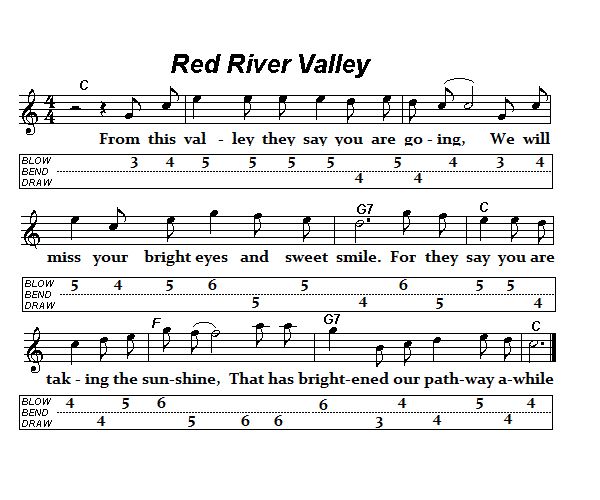 Red River Valley
C
4
4
From this val - ley they say you are go - ing, We will
BLOW 3 4 5 5 5 5 5 5 4 3 4
BEND
DRAW 4 4
G7 C
miss your bright eyes and sweet smile. For they say you are
BLOW 5 4 5 6 5 6 5 5
BEND
DRAW 5 4 5 4
F G7 C
tak - ing the sun-shine, That has bright-ened our path-way a-while
BLOW 4 5 6 6 4 5 4
BEND
DRAW 4 5 6 6 3 4 4